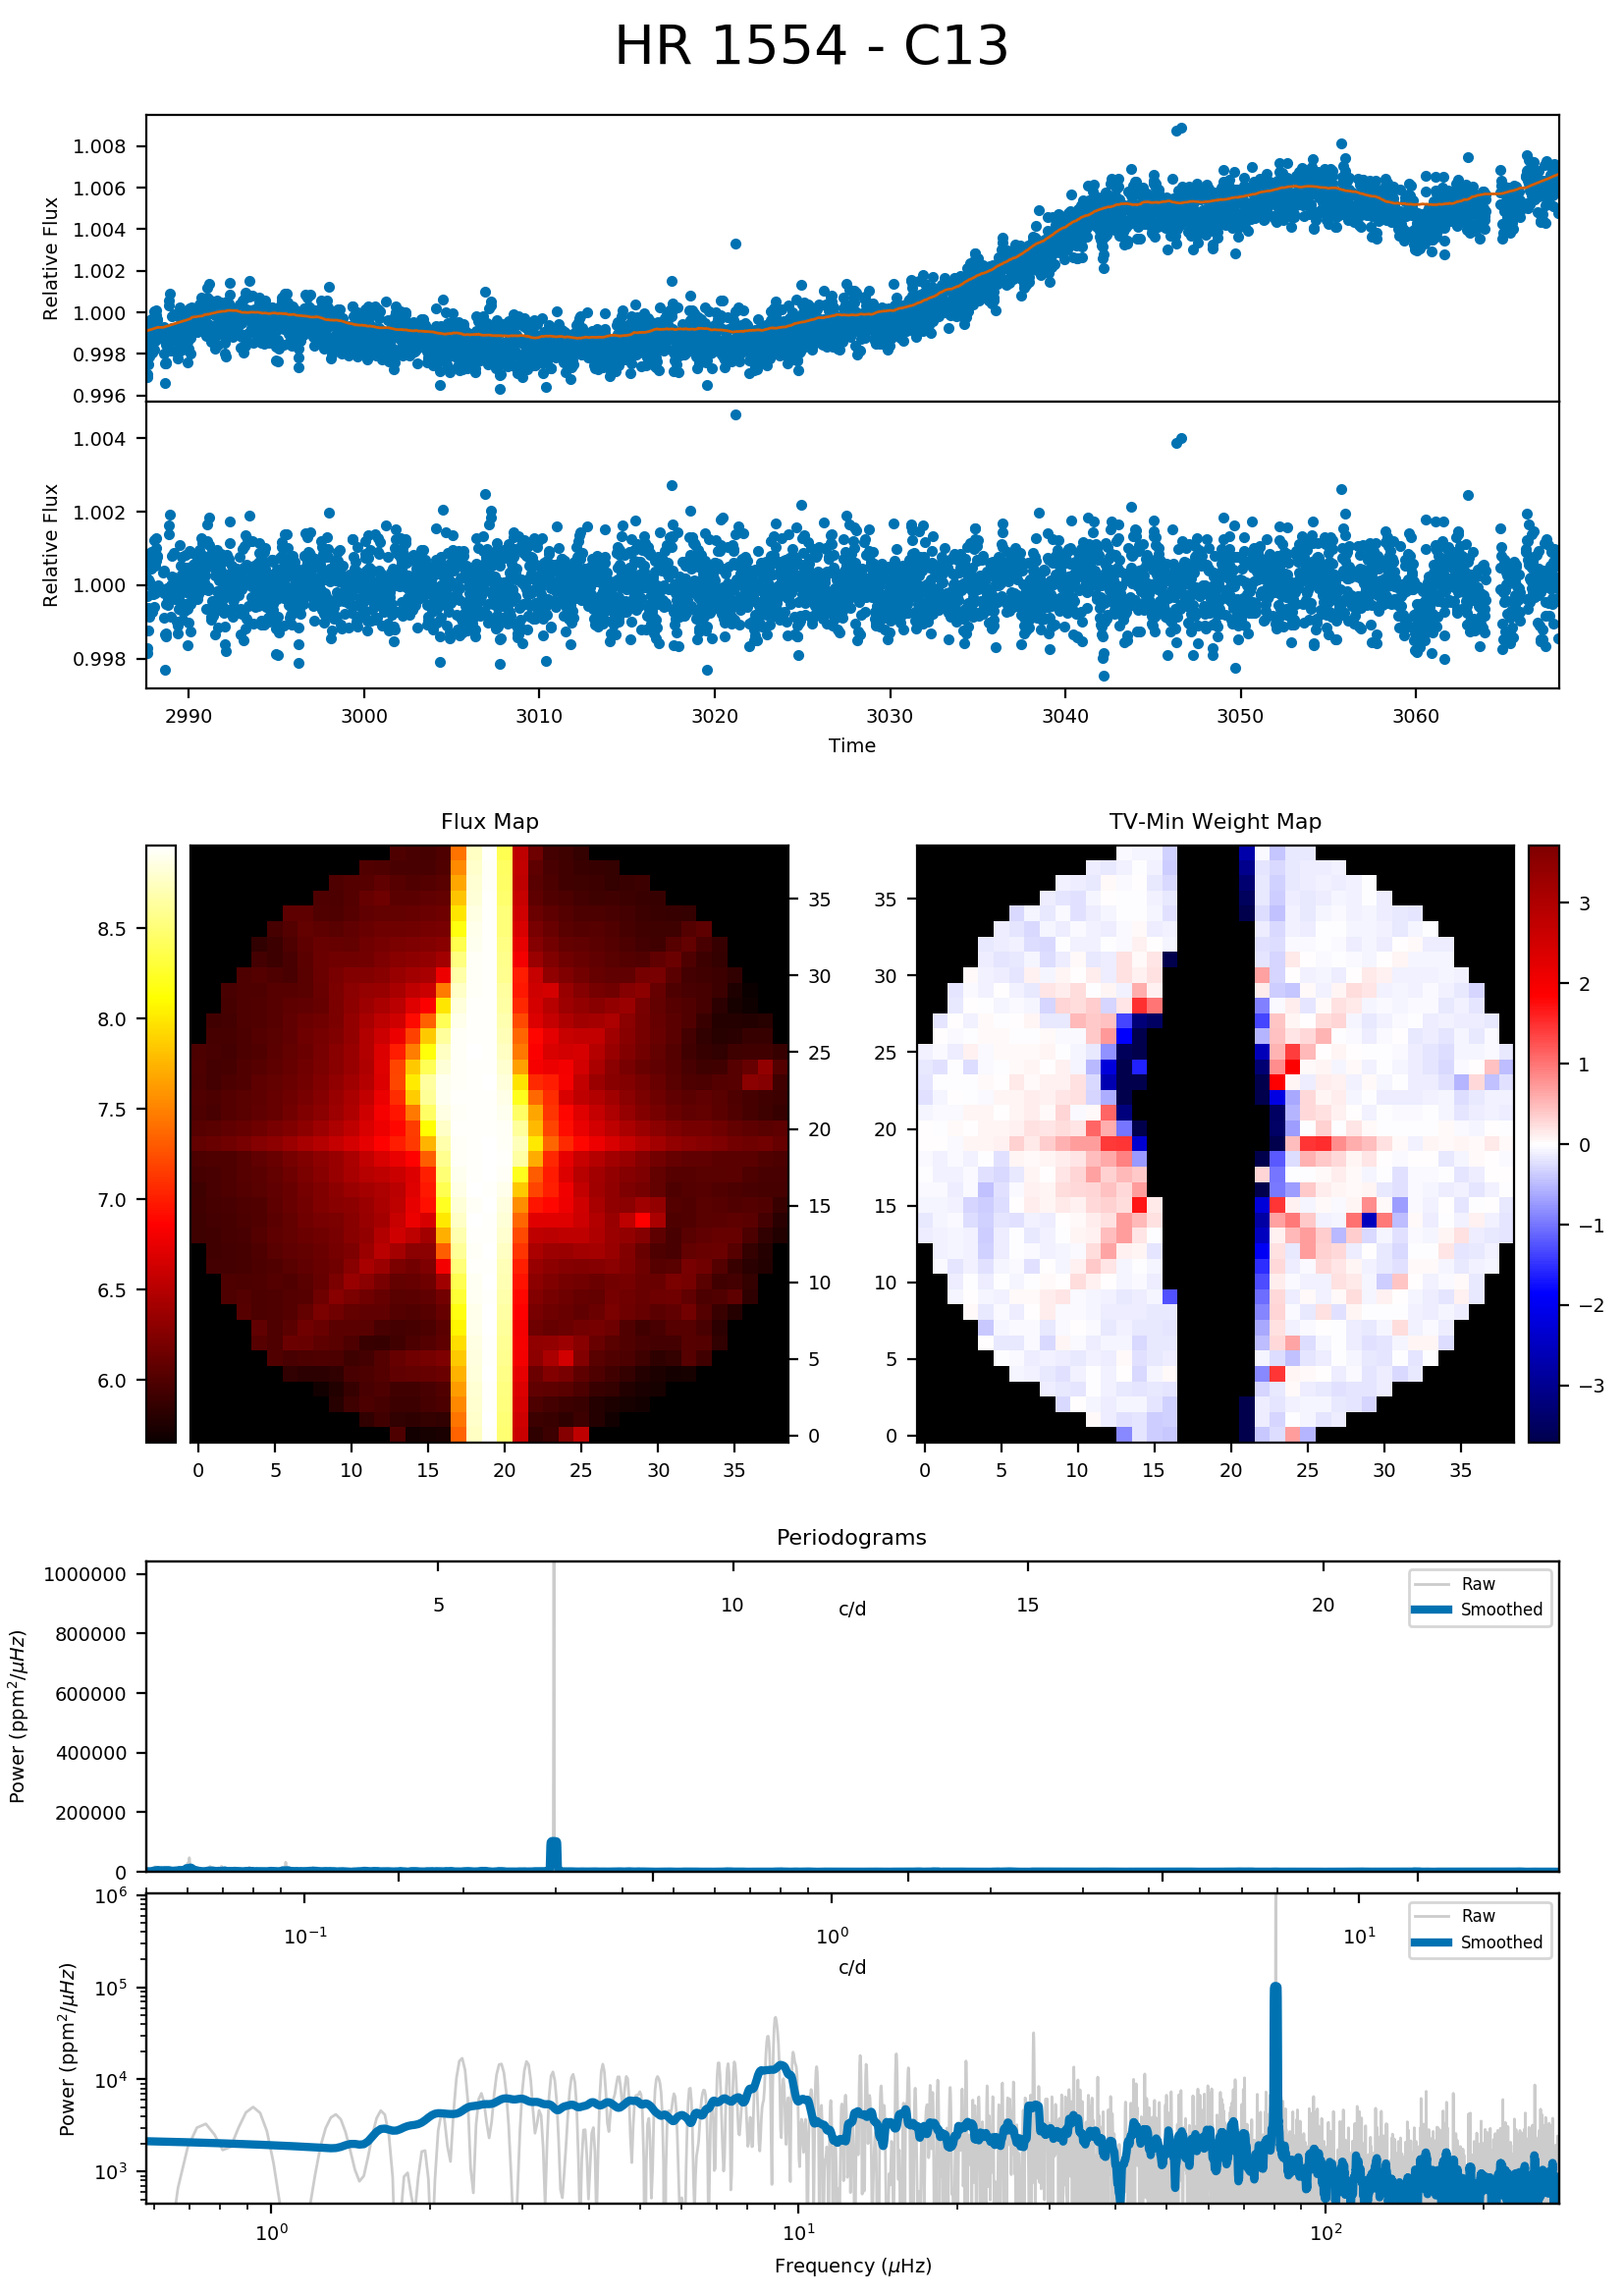 HR 1554 - C13
Relative Flux
1.008
1.006
1.004
1.002
1.000
0.998
0.996
Relative Flux
1.004
1.002
1.000
0.998
2990 3000 3010 3020 3030 3040 3050 3060
Time
Flux Map
8.5
8.0
7.5
7.0
6.5
6.0
35
30
25
20
15
10
5
0
0 5 10 15 20 25 30 35
TV-Min Weight Map
35
30
25
20
15
10
5
0
0 5 10 15 20 25 30 35
3
2
1
0
−1
−2
−3
Periodograms
Power (ppm²/μHz)
1000000
800000
600000
400000
200000
0
5 10 15 20
c/d
Raw
Smoothed
Power (ppm²/μHz)
10⁶
10⁵
10⁴
10³
10⁻¹ 10⁰ 10¹
c/d
Raw
Smoothed
10⁰ 10¹ 10²
Frequency (μHz)